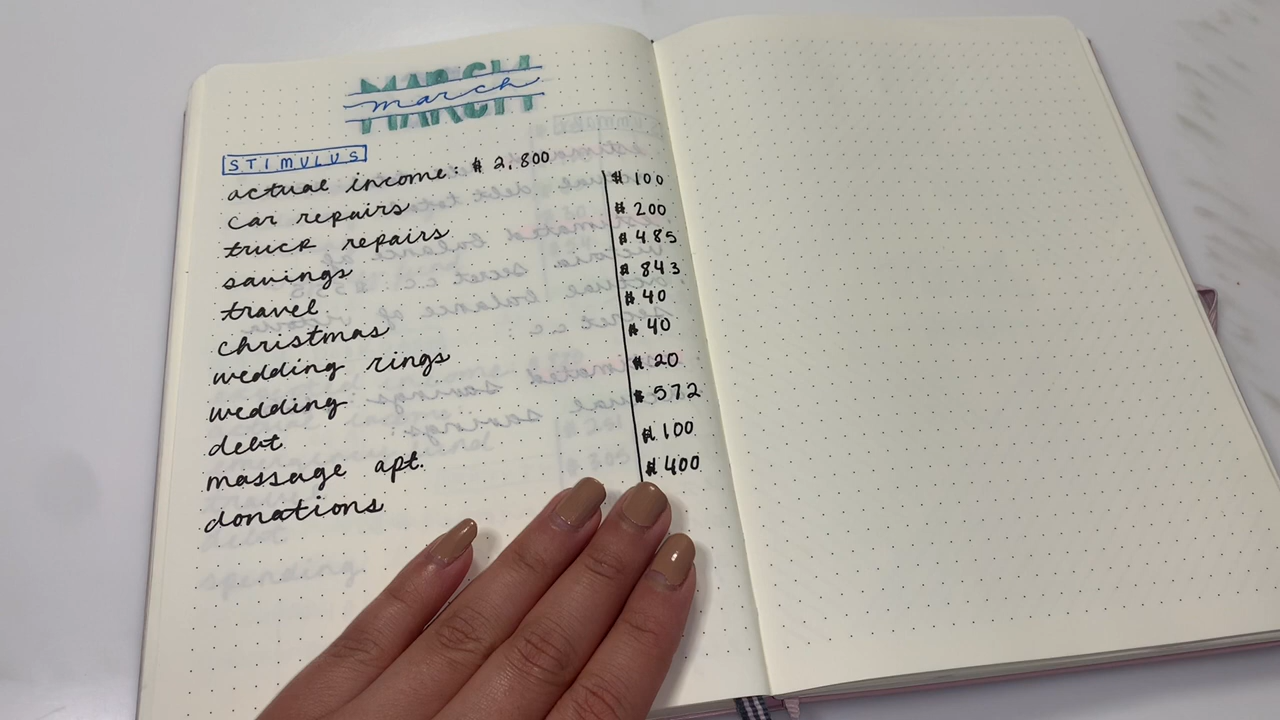 MARCH
march
STIMULUS
actual income: $ 2,800
car repairs $100
truck repairs $200
savings $485
travel $843
christmas $40
wedding rings $40
wedding $20
debt $572
massage apt. $100
donations $400
spending